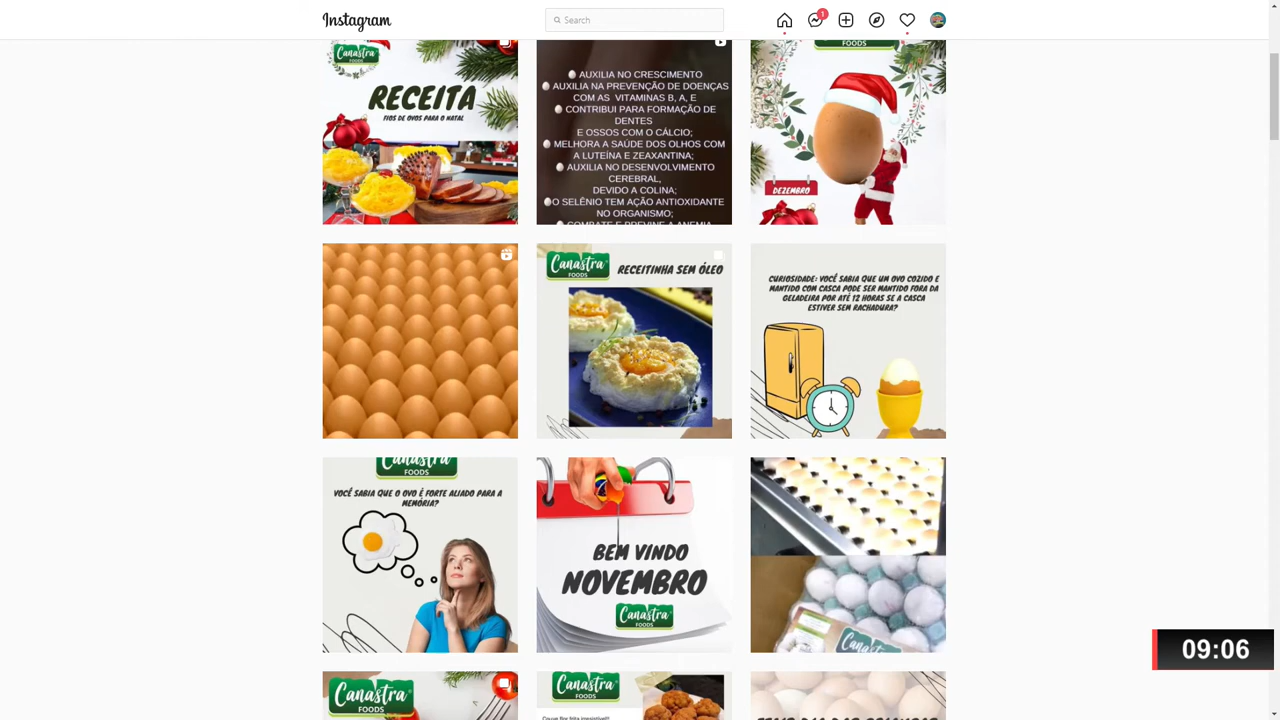 Instagram
Search
1
Canastra
FOODS
RECEITA
FIOS DE OVOS PARA O NATAL
AUXILIA NO CRESCIMENTO
AUXILIA NA PREVENÇÃO DE DOENÇAS
COM AS VITAMINAS B, A, E
CONTRIBUI PARA FORMAÇÃO DE
DENTES
E OSSOS COM O CÁLCIO;
MELHORA A SAÚDE DOS OLHOS COM
A LUTEÍNA E ZEAXANTINA;
AUXILIA NO DESENVOLVIMENTO
CEREBRAL,
DEVIDO A COLINA;
O SELÊNIO TEM AÇÃO ANTIOXIDANTE
NO ORGANISMO;
COMBATE E PREVINE A ANEMIA
FOODS
DEZEMBRO
Canastra
FOODS
RECEITINHA SEM ÓLEO
CURIOSIDADE: VOCÊ SABIA QUE UM OVO COZIDO E
MANTIDO COM CASCA PODE SER MANTIDO FORA DA
GELADEIRA POR ATÉ 12 HORAS SE A CASCA
ESTIVER SEM RACHADURA?
Canastra
FOODS
VOCÊ SABIA QUE O OVO É FORTE ALIADO PARA A
MEMÓRIA?
BEM VINDO
NOVEMBRO
Canastra
FOODS
Canastra
09:06
Canastra
FOODS
Canastra
FOODS